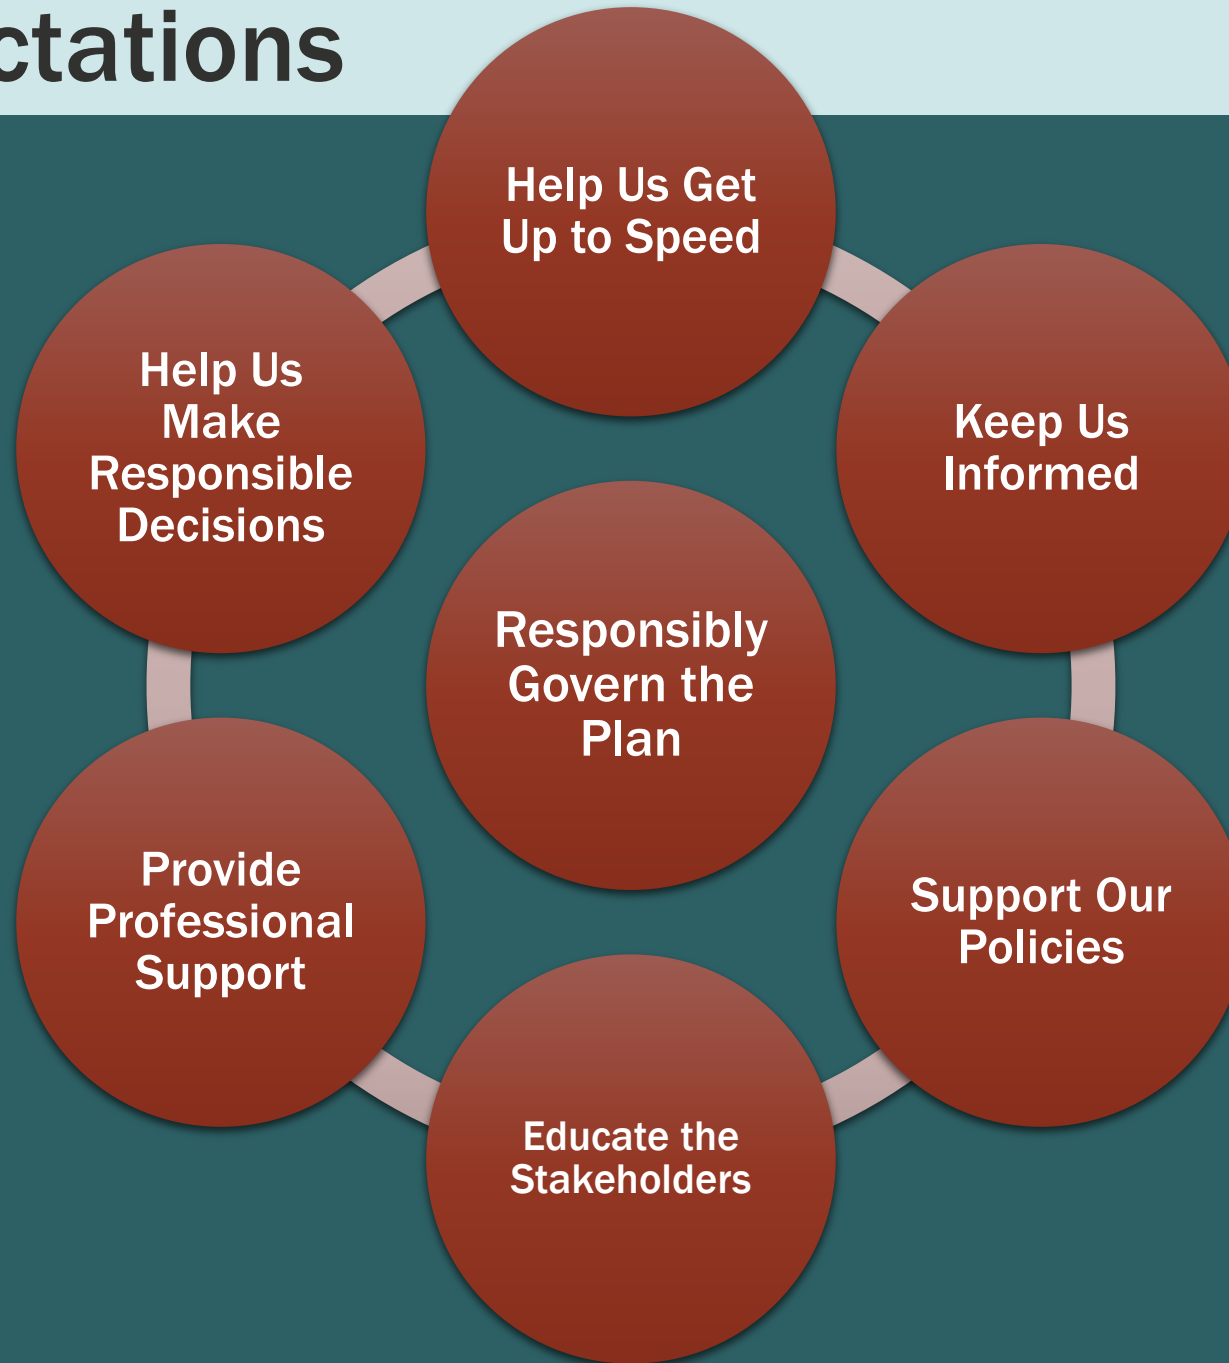 ctations
Help Us Get
Up to Speed
Keep Us
Informed
Support Our
Policies
Educate the
Stakeholders
Provide
Professional
Support
Help Us
Make
Responsible
Decisions
Responsibly
Govern the
Plan